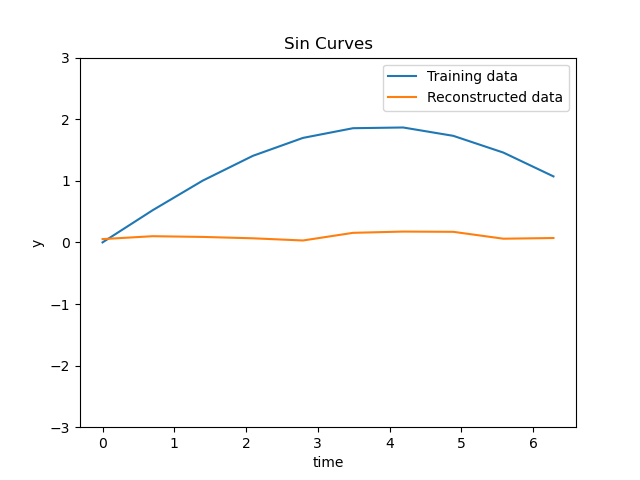 Sin Curves
Training data
Reconstructed data
3
2
1
0
−1
−2
−3
y
0 1 2 3 4 5 6
time